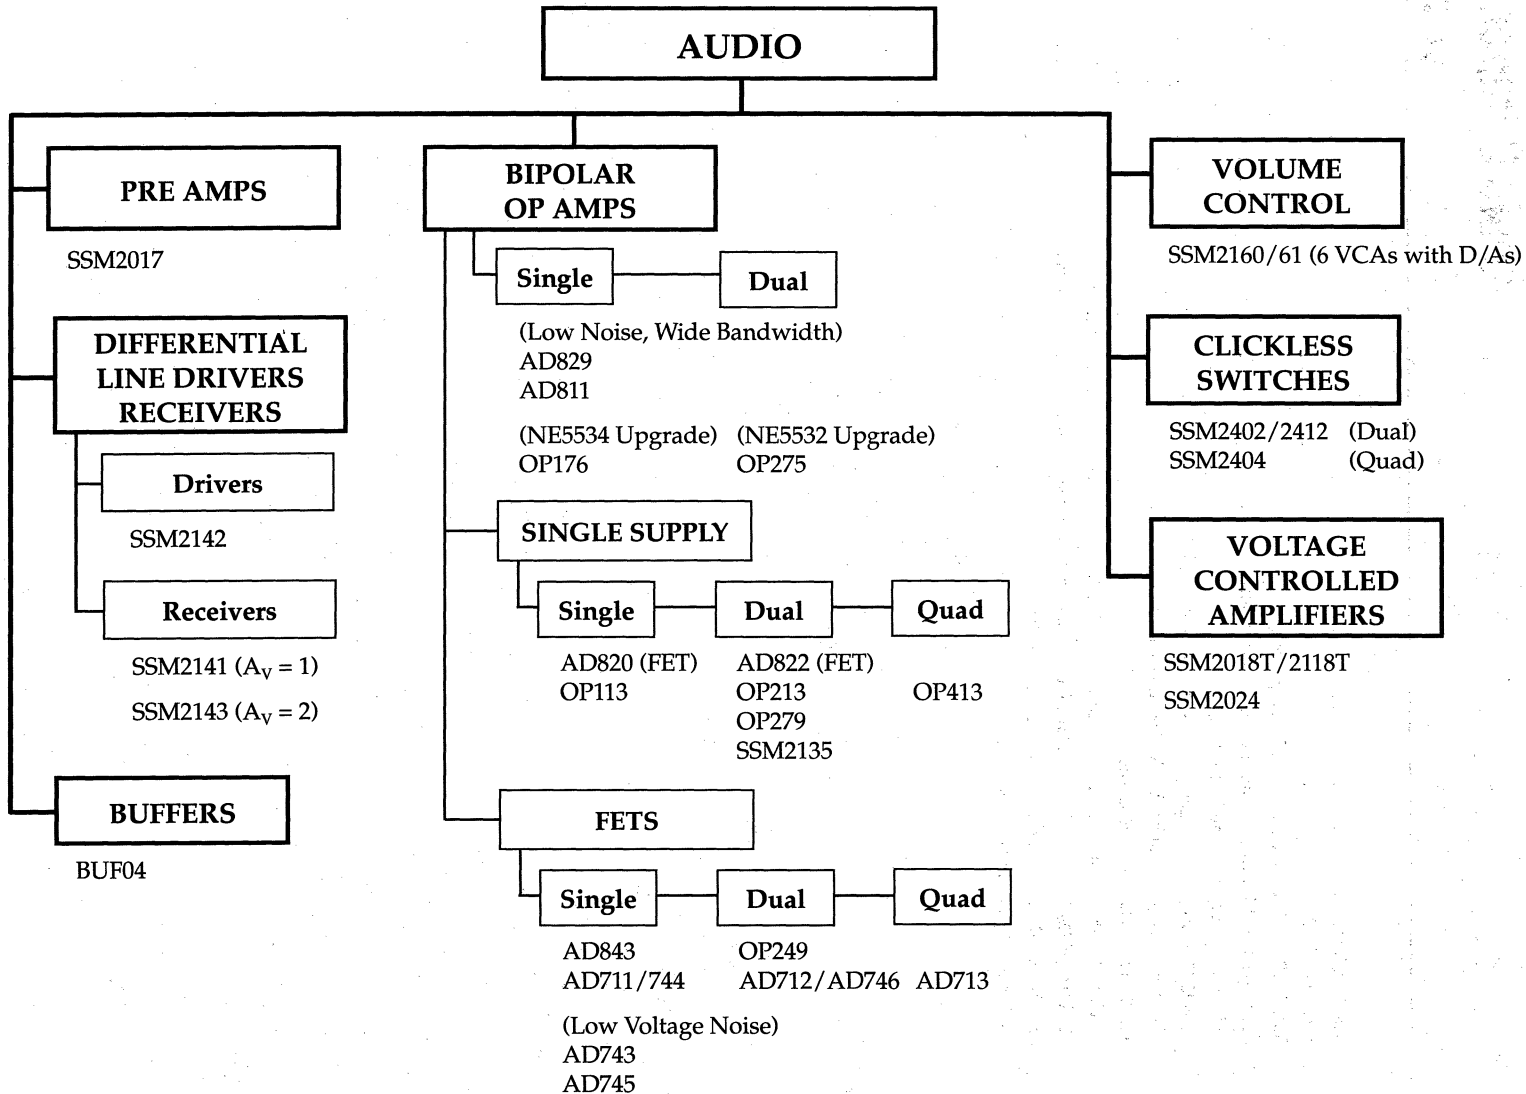 AUDIO
PRE AMPS
SSM2017
DIFFERENTIAL
LINE DRIVERS
RECEIVERS
Drivers
SSM2142
Receivers
SSM2141 (AV = 1)
SSM2143 (AV = 2)
BUFFERS
BUF04
BIPOLAR
OP AMPS
Single
Dual
(Low Noise, Wide Bandwidth)
AD829
AD811
(NE5534 Upgrade) (NE5532 Upgrade)
OP176 OP275
SINGLE SUPPLY
Single
Dual
Quad
AD820 (FET) AD822 (FET)
OP113 OP213 OP413
OP279
SSM2135
FETS
Single
Dual
Quad
AD843 OP249
AD711/744 AD712/AD746 AD713
(Low Voltage Noise)
AD743
AD745
VOLUME
CONTROL
SSM2160/61 (6 VCAs with D/As)
CLICKLESS
SWITCHES
SSM2402/2412 (Dual)
SSM2404 (Quad)
VOLTAGE
CONTROLLED
AMPLIFIERS
SSM2018T/2118T
SSM2024